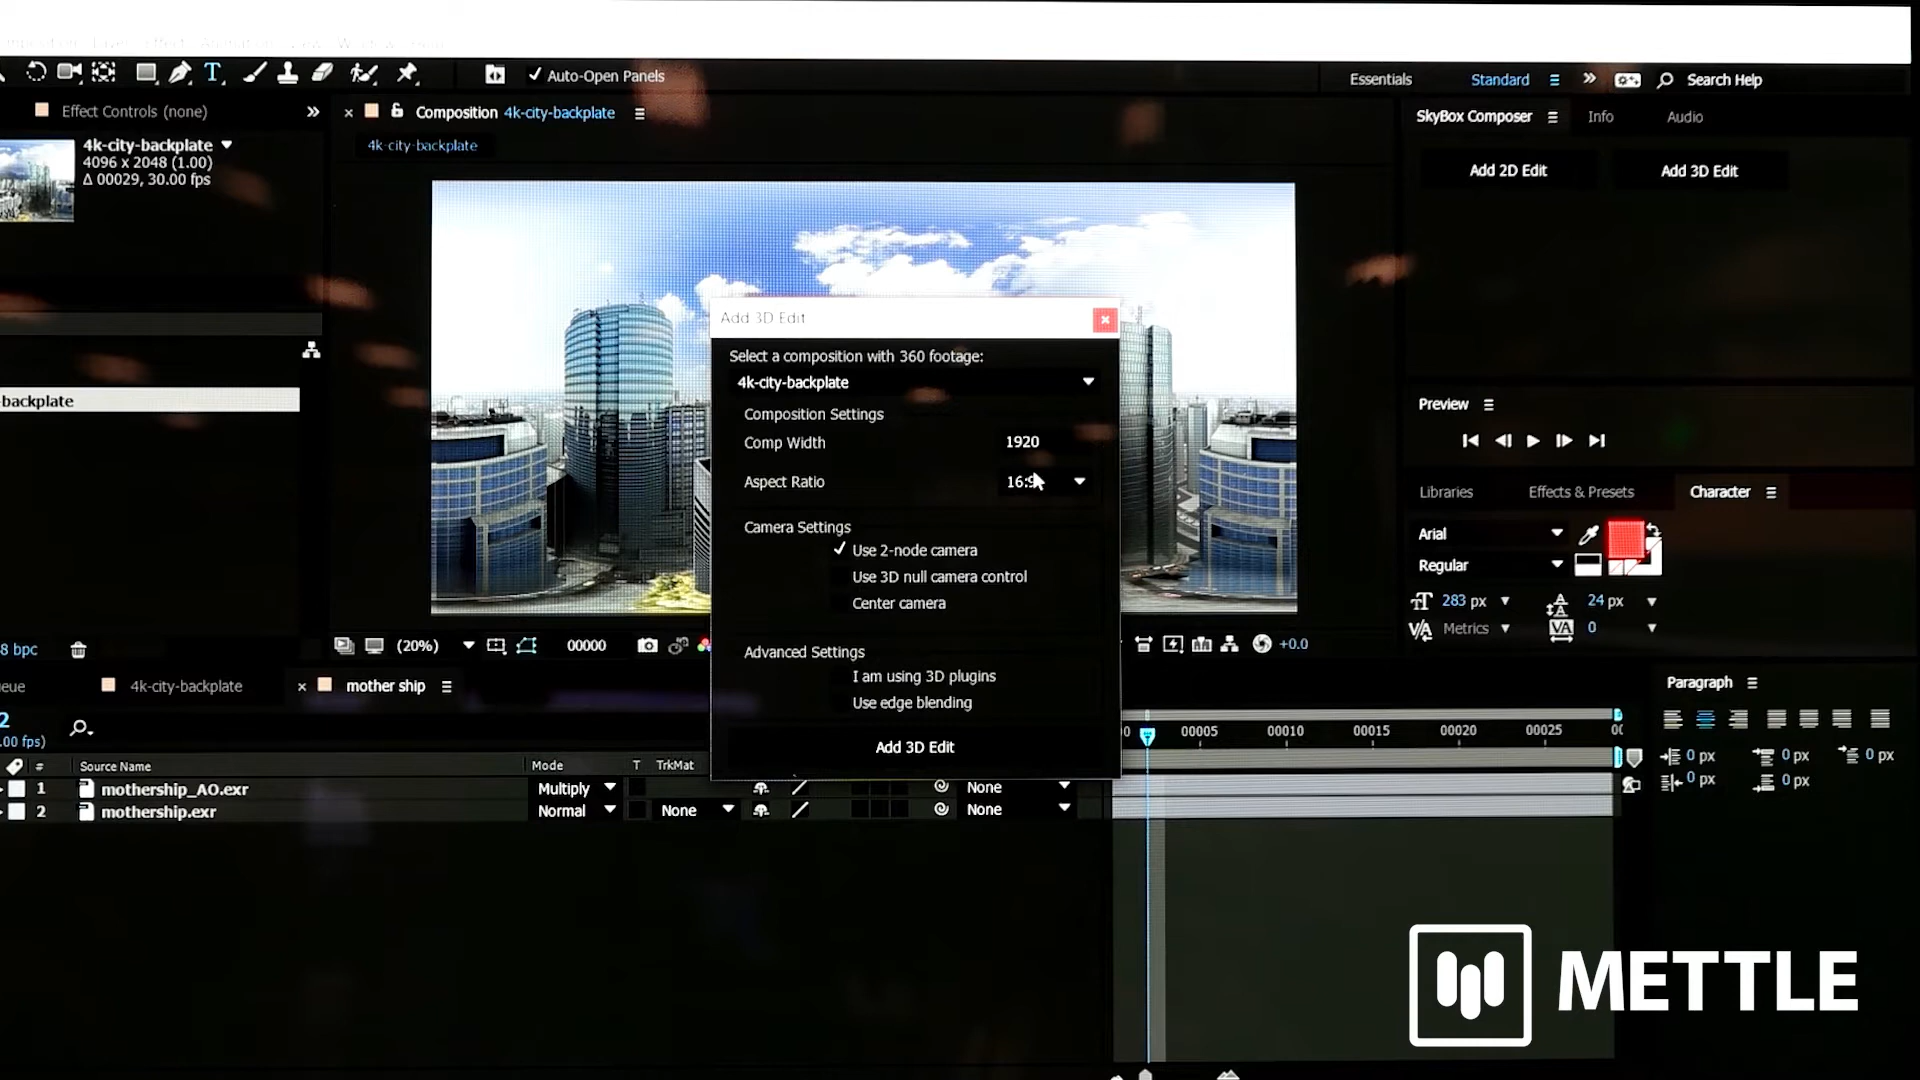 Auto-Open Panels
Essentials
Standard
Search Help
Effect Controls (none)
Composition 4k-city-backplate
SkyBox Composer
Info
Audio
4k-city-backplate
4096 x 2048 (1.00)
Δ 00029, 30.00 fps
4k-city-backplate
Add 2D Edit
Add 3D Edit
Add 3D Edit
Select a composition with 360 footage:
4k-city-backplate
backplate
Composition Settings
Comp Width 1920
Aspect Ratio 16:9
Camera Settings
Use 2-node camera
Use 3D null camera control
Center camera
Advanced Settings
I am using 3D plugins
Use edge blending
Add 3D Edit
Preview
Libraries
Effects & Presets
Character
Arial
Regular
283 px
24 px
Metrics
0
8 bpc
(20%)
00000
+0.0
4k-city-backplate
mother ship
Paragraph
.00 fps)
00005
00010
00015
00020
00025
0 px
0 px
0 px
0 px
0 px
# Source Name
Mode
T TrkMat
1 mothership_AO.exr
Multiply
None
2 mothership.exr
Normal
None
None
METTLE